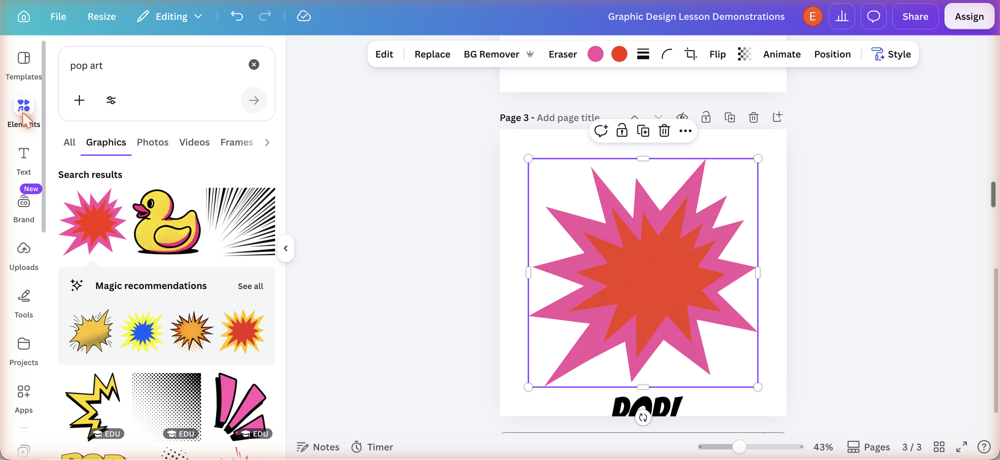 File
Resize
Editing
Graphic Design Lesson Demonstrations
E
Share
Assign
Templates
Elements
Text
New
Brand
Uploads
Tools
Projects
Apps
pop art
All
Graphics
Photos
Videos
Frames
Search results
Magic recommendations
See all
EDU
EDU
EDU
Edit
Replace
BG Remover
Eraser
Flip
Animate
Position
Style
Page 3 - Add page title
POP!
Notes
Timer
43%
Pages
3 / 3